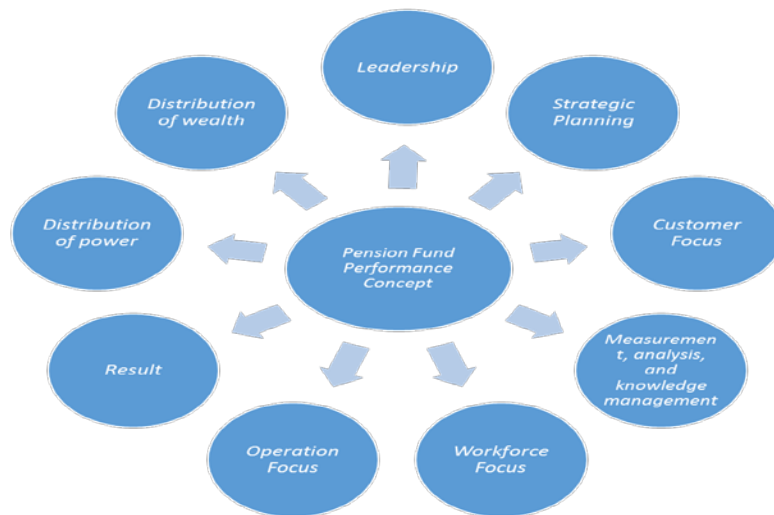 Leadership
Strategic
Planning
Customer
Focus
Measuremen
t, analysis,
and
knowledge
management
Workforce
Focus
Operation
Focus
Result
Distribution
of power
Distribution
of wealth
Pension Fund
Performance
Concept